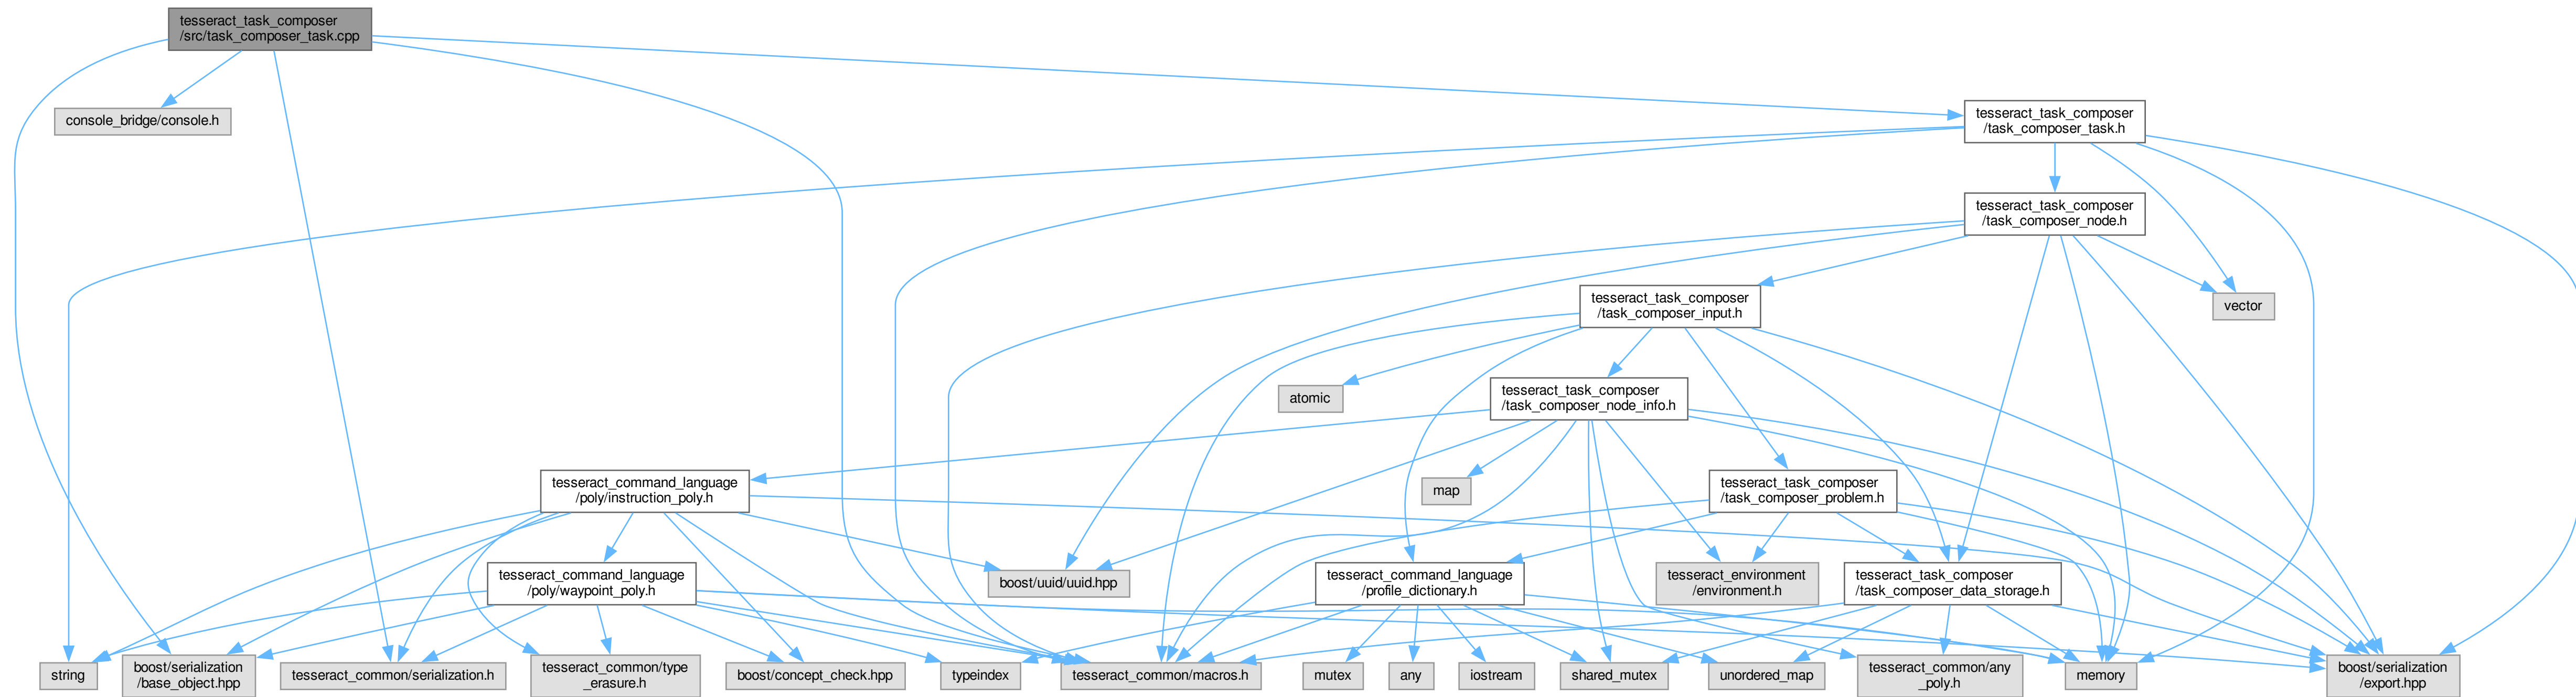 tesseract_task_composer
/src/task_composer_task.cpp
console_bridge/console.h
tesseract_task_composer
/task_composer_task.h
tesseract_task_composer
/task_composer_node.h
tesseract_task_composer
/task_composer_input.h
vector
atomic
tesseract_task_composer
/task_composer_node_info.h
tesseract_command_language
/poly/instruction_poly.h
map
tesseract_task_composer
/task_composer_problem.h
tesseract_command_language
/poly/waypoint_poly.h
boost/uuid/uuid.hpp
tesseract_command_language
/profile_dictionary.h
tesseract_environment
/environment.h
tesseract_task_composer
/task_composer_data_storage.h
string
boost/serialization
/base_object.hpp
tesseract_common/serialization.h
tesseract_common/type
_erasure.h
boost/concept_check.hpp
typeindex
tesseract_common/macros.h
mutex
any
iostream
shared_mutex
unordered_map
tesseract_common/any
_poly.h
memory
boost/serialization
/export.hpp